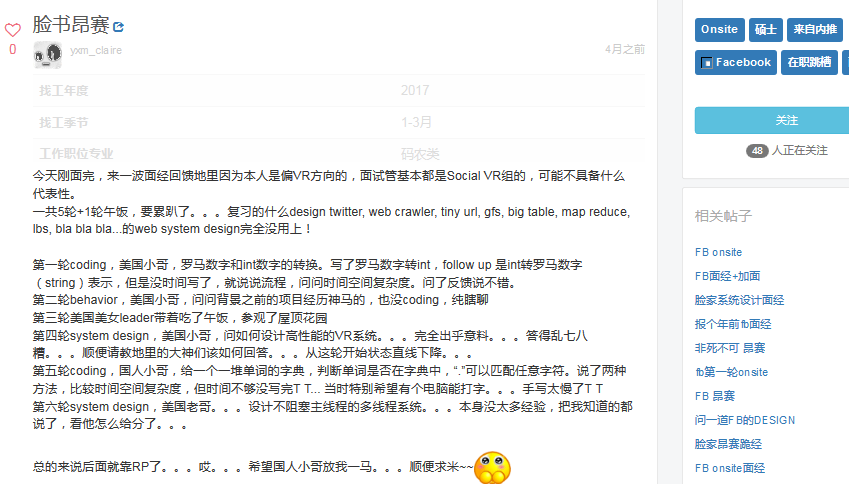 脸书昂赛
0
yxm_claire
4月之前
找工年度 2017
找工季节 1-3月
工作职位专业 码农类
今天刚面完，来一波面经回馈地里因为本人是偏VR方向的，面试管基本都是Social VR组的，可能不具备什么
代表性。
一共5轮+1轮午饭，要累趴了。。。复习的什么design twitter, web crawler, tiny url, gfs, big table, map reduce,
lbs, bla bla bla...的web system design完全没用上！
第一轮coding，美国小哥，罗马数字和int数字的转换。写了罗马数字转int，follow up 是int转罗马数字
（string）表示，但是没时间写了，就说说流程，问问时间空间复杂度。问了反馈说不错。
第二轮behavior，美国小哥，问问背景之前的项目经历神马的，也没coding，纯瞎聊
第三轮美国美女leader带着吃了午饭，参观了屋顶花园
第四轮system design，美国小哥，问如何设计高性能的VR系统。。。完全出乎意料。。。答得乱七八
糟。。。顺便请教地里的大神们该如何回答。。。从这轮开始状态直线下降。。。
第五轮coding，国人小哥，给一个一堆单词的字典，判断单词是否在字典中，“.”可以匹配任意字符。说了两种
方法，比较时间空间复杂度，但时间不够没写完T T... 当时特别希望有个电脑能打字。。。手写太慢了T T
第六轮system design，美国老哥。。。设计不阻塞主线程的多线程系统。。。本身没太多经验，把我知道的都
说了，看他怎么给分了。。。
总的来说后面就靠RP了。。。哎。。。希望国人小哥放我一马。。。顺便求米~~
Onsite 硕士 来自内推
Facebook 在职跳槽
关注
48 人正在关注
相关帖子
FB onsite
FB面经+加面
脸家系统设计面经
报个年前fb面经
非死不可 昂赛
fb第一轮onsite
FB 昂赛
问一道FB的DESIGN
脸家昂赛跪经
FB onsite面经